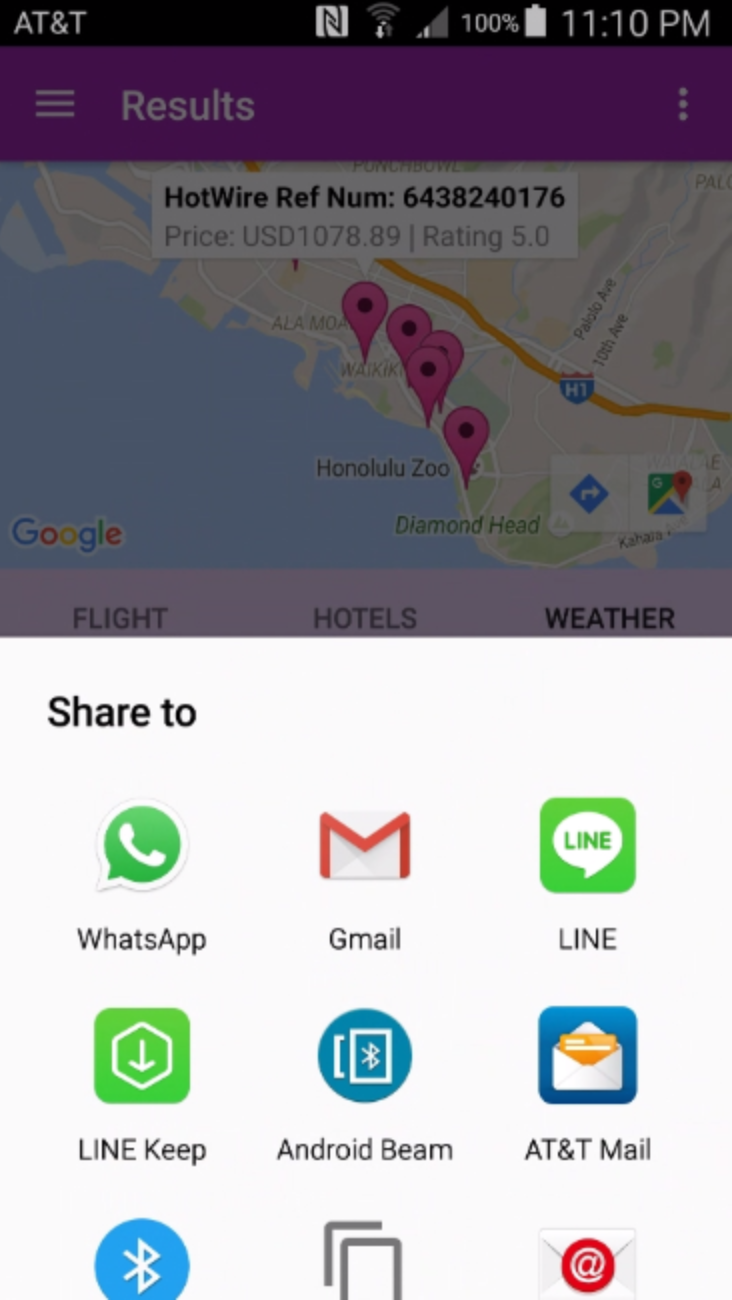 AT&T 100% 11:10 PM
Results
PUNCHBOWL
HotWire Ref Num: 6438240176
Price: USD1078.89 | Rating 5.0
Palolo Ave
10th Ave
ALA MOA
WAIKIKI
H1
Honolulu Zoo
Diamond Head
Kahala Ave
Google
FLIGHT HOTELS WEATHER
Share to
WhatsApp Gmail LINE
LINE Keep Android Beam AT&T Mail